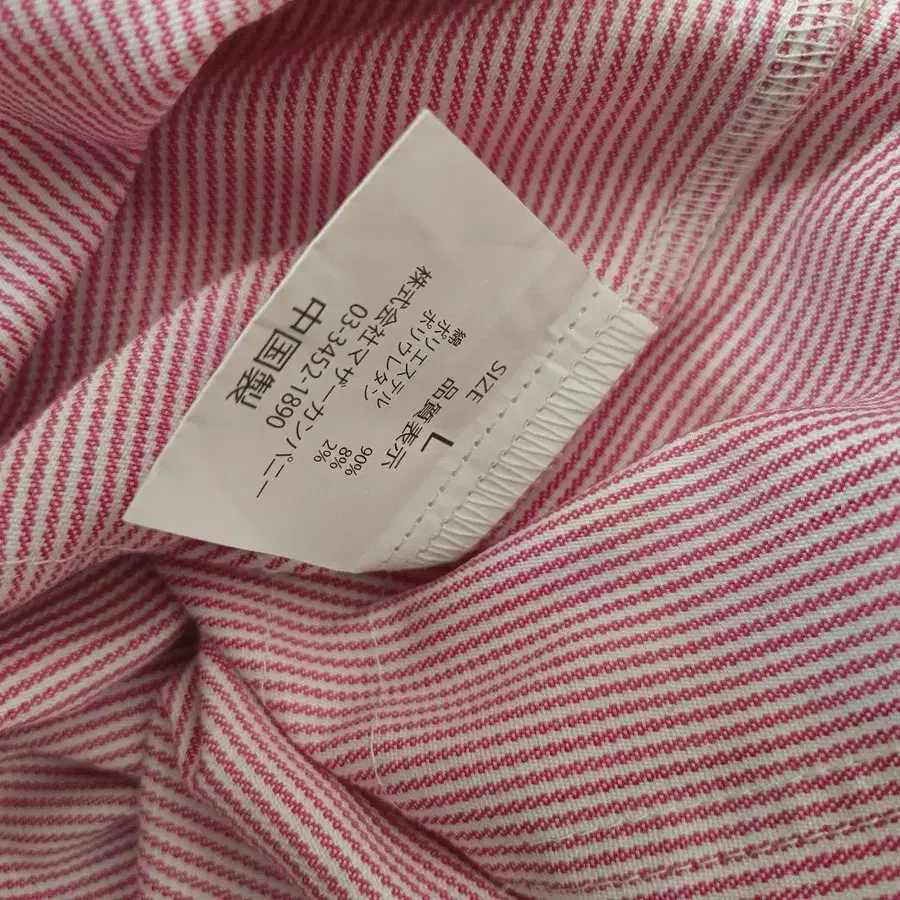 SIZE
L
品質表示
綿 90%
ポリエステル 8%
ポリウレタン 2%
株式会社マザーカンパニー
03-3452-1890
中国製